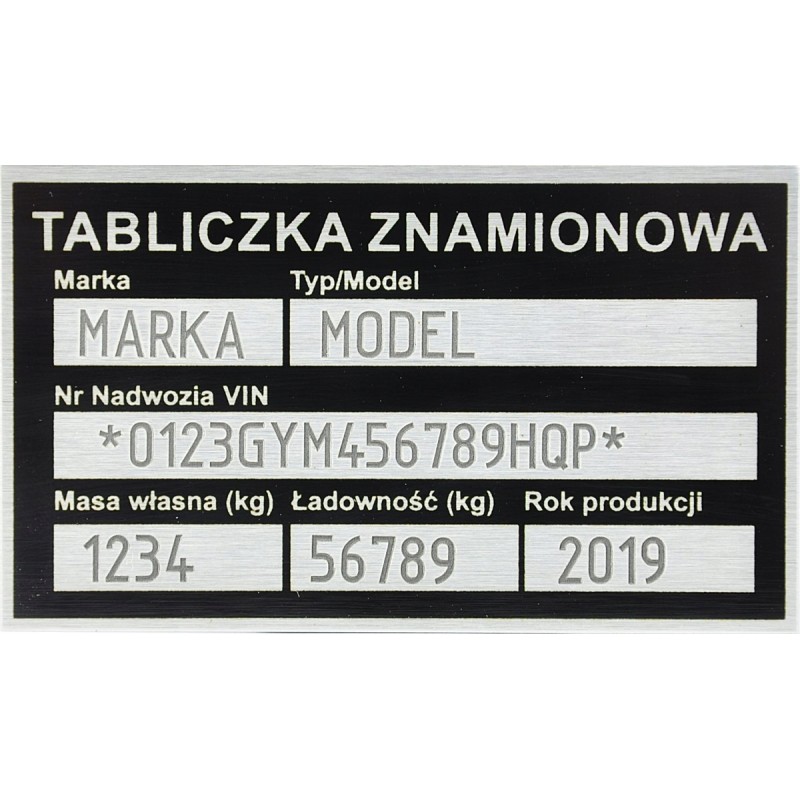 TABLICZKA ZNAMIONOWA
Marka Typ/Model
MARKA MODEL
Nr Nadwozia VIN
*0123GYM456789HQP*
Masa własna (kg) Ładowność (kg) Rok produkcji
1234 56789 2019